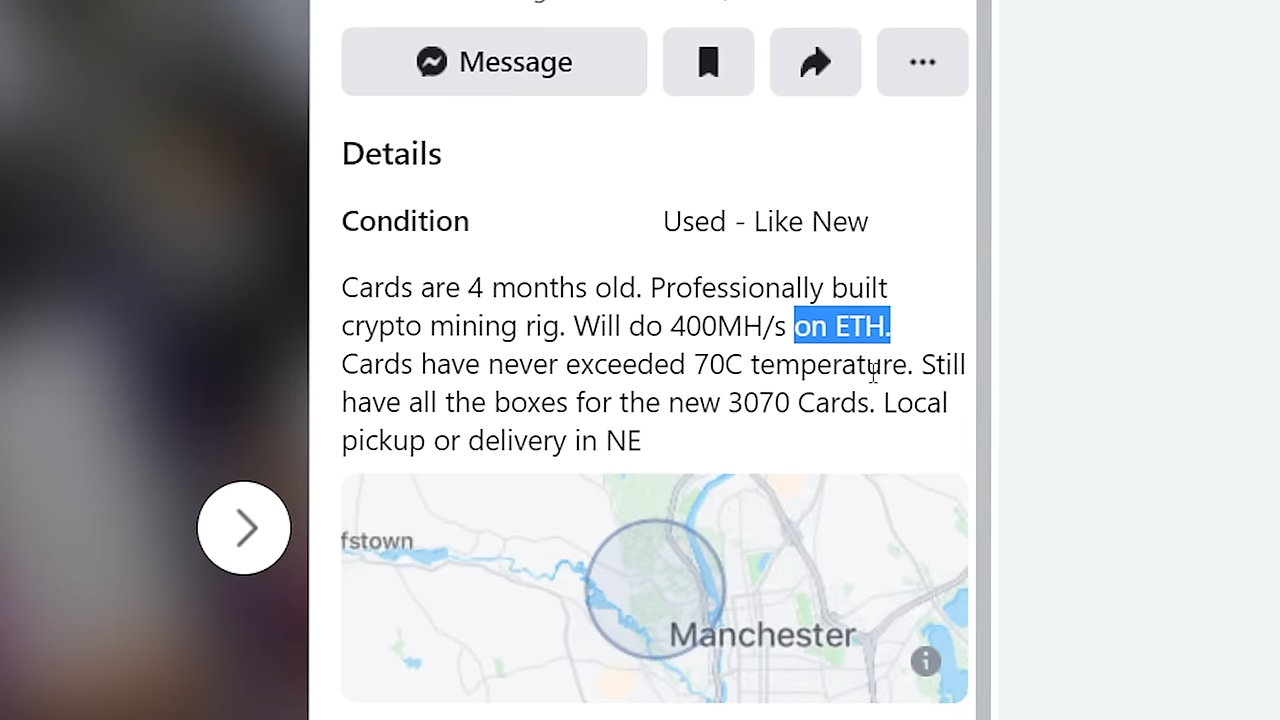 Message
Details
Condition Used - Like New
Cards are 4 months old. Professionally built
crypto mining rig. Will do 400MH/s on ETH.
Cards have never exceeded 70C temperature. Still
have all the boxes for the new 3070 Cards. Local
pickup or delivery in NE
fstown
Manchester